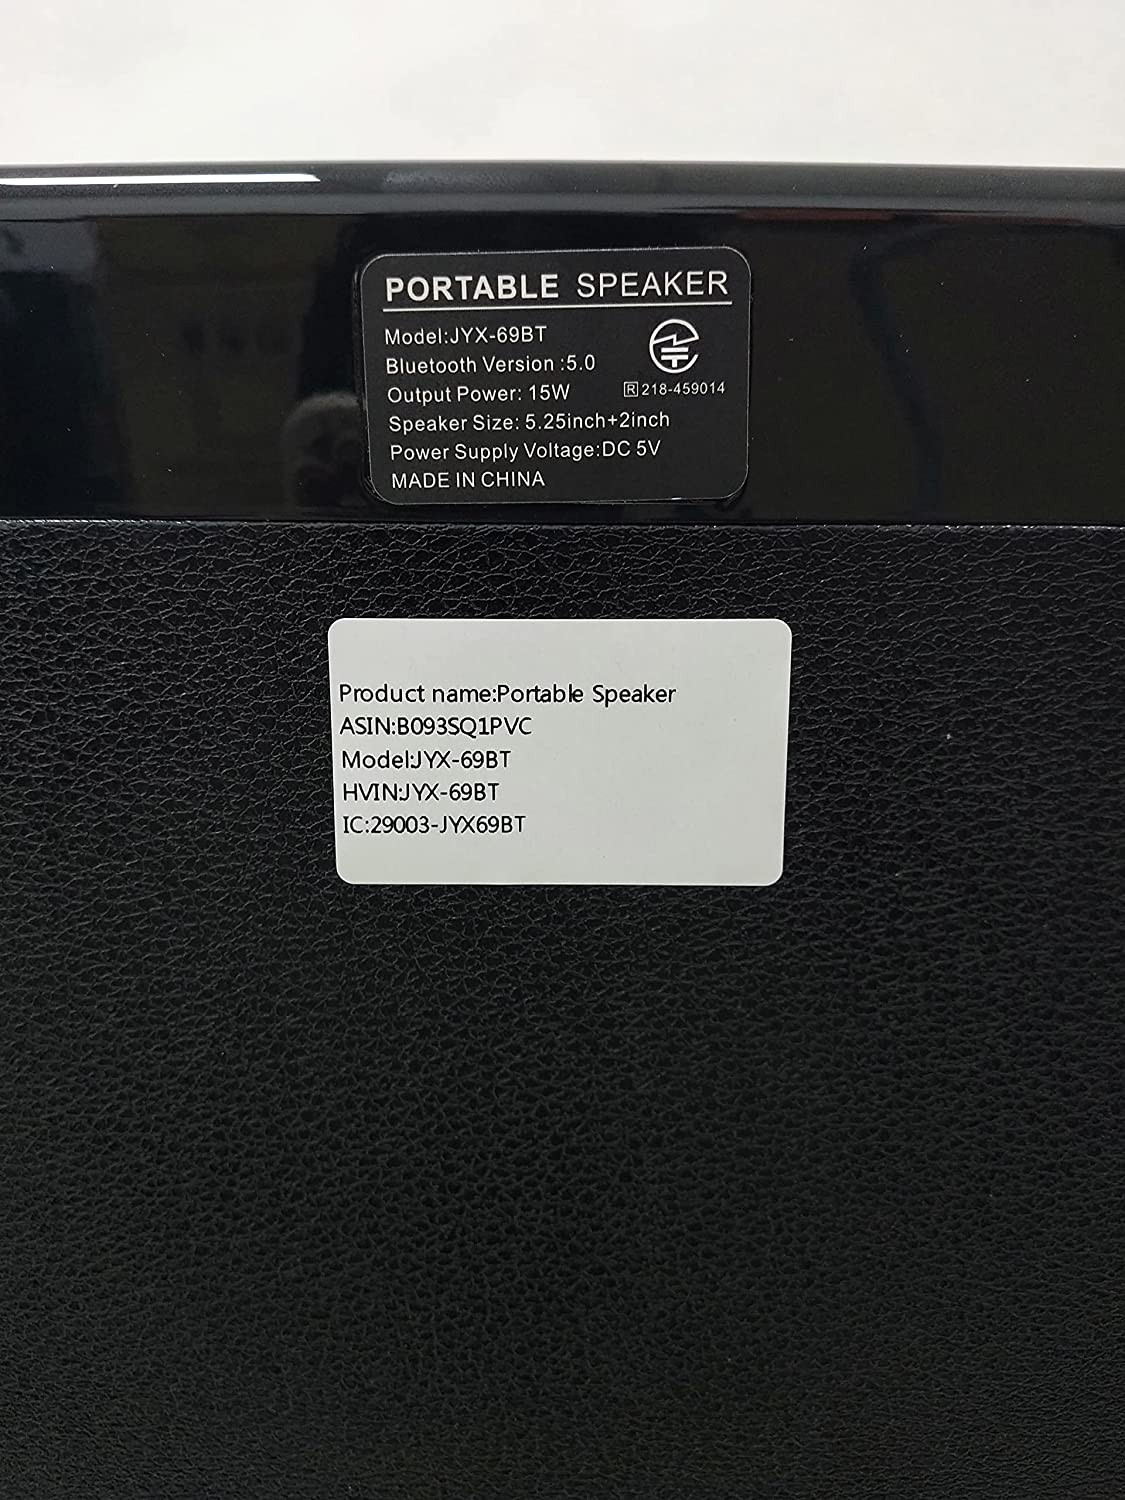 PORTABLE SPEAKER
Model:JYX-69BT
Bluetooth Version :5.0
Output Power: 15W
R 218-459014
Speaker Size: 5.25inch+2inch
Power Supply Voltage:DC 5V
MADE IN CHINA
Product name:Portable Speaker
ASIN:B093SQ1PVC
Model:JYX-69BT
HVIN:JYX-69BT
IC:29003-JYX69BT